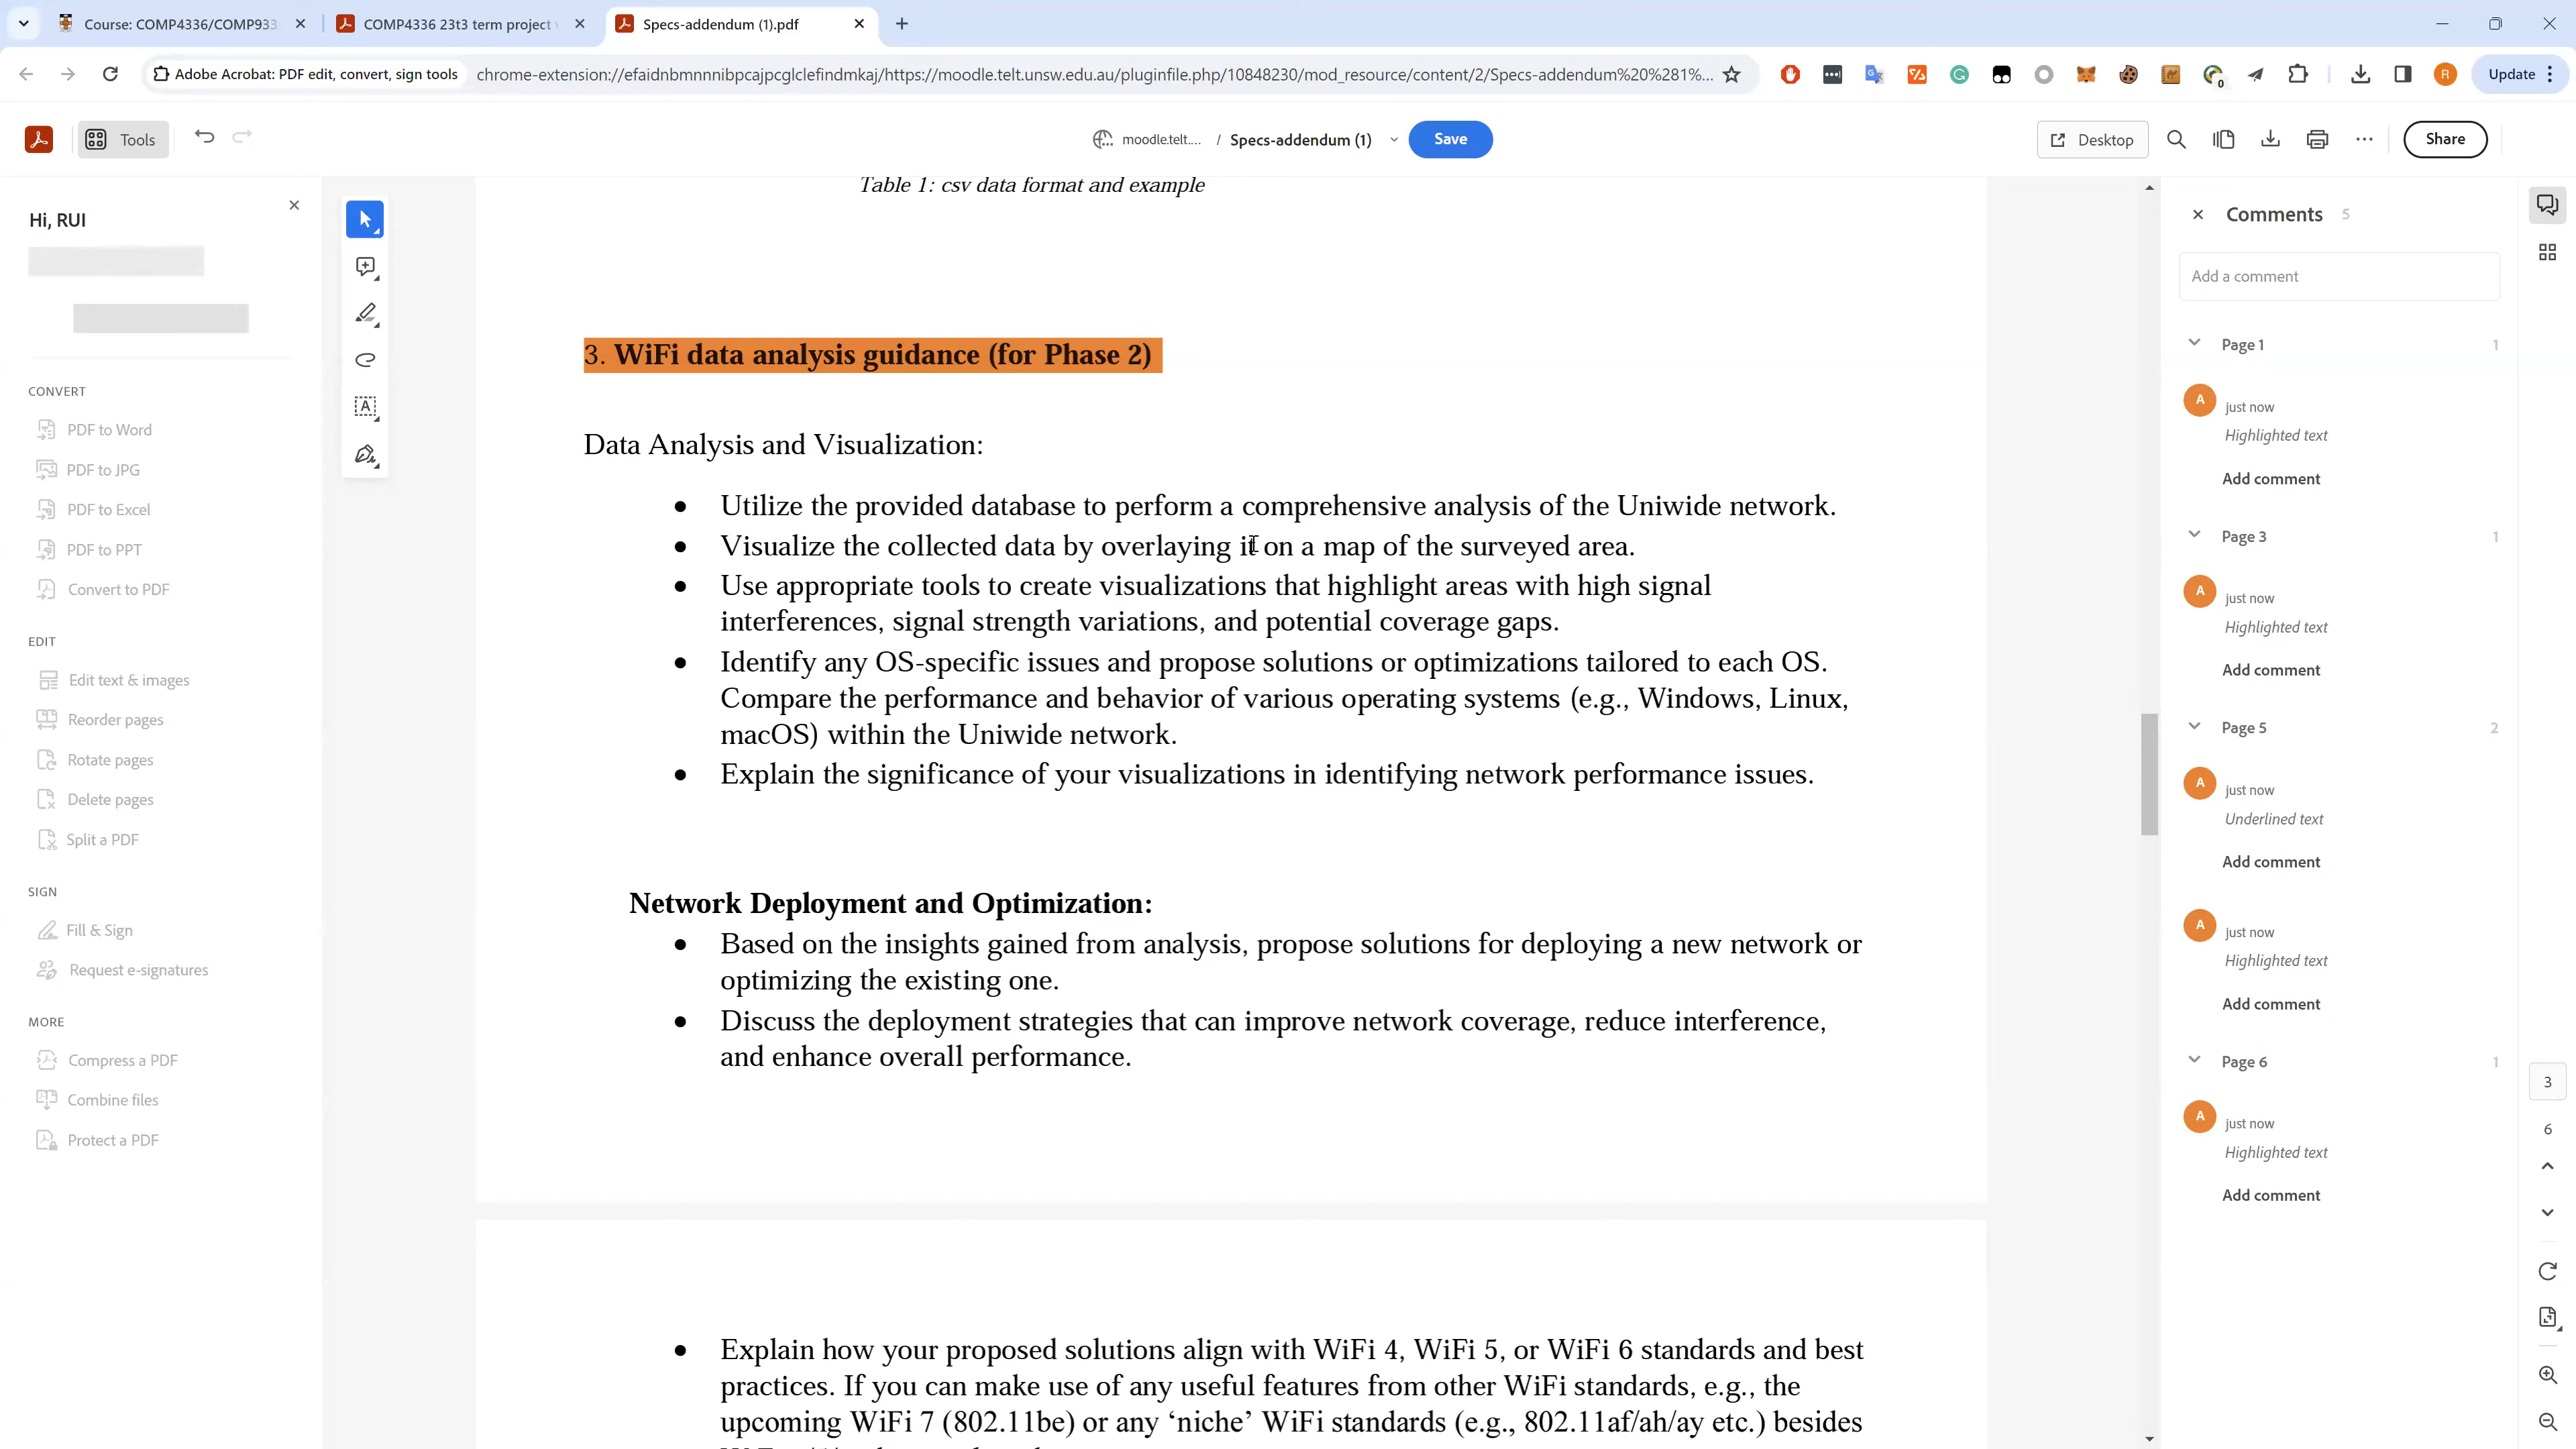 Course: COMP4336/COMP933
COMP4336 23t3 term project
Specs-addendum (1).pdf
Adobe Acrobat: PDF edit, convert, sign tools
chrome-extension://efaidnbmnnnibpcajpcglclefindmkaj/https://moodle.telt.unsw.edu.au/pluginfile.php/10848230/mod_resource/content/2/Specs-addendum%20%281%...
0
R
Update
Tools
moodle.telt....
/
Specs-addendum (1)
Save
Desktop
Share
Hi, RUI
CONVERT
PDF to Word
PDF to JPG
PDF to Excel
PDF to PPT
Convert to PDF
EDIT
Edit text & images
Reorder pages
Rotate pages
Delete pages
Split a PDF
SIGN
Fill & Sign
Request e-signatures
MORE
Compress a PDF
Combine files
Protect a PDF
Table 1: csv data format and example
3. WiFi data analysis guidance (for Phase 2)
Data Analysis and Visualization:
● Utilize the provided database to perform a comprehensive analysis of the Uniwide network.
● Visualize the collected data by overlaying it on a map of the surveyed area.
● Use appropriate tools to create visualizations that highlight areas with high signal
interferences, signal strength variations, and potential coverage gaps.
● Identify any OS-specific issues and propose solutions or optimizations tailored to each OS.
Compare the performance and behavior of various operating systems (e.g., Windows, Linux,
macOS) within the Uniwide network.
● Explain the significance of your visualizations in identifying network performance issues.
Network Deployment and Optimization:
● Based on the insights gained from analysis, propose solutions for deploying a new network or
optimizing the existing one.
● Discuss the deployment strategies that can improve network coverage, reduce interference,
and enhance overall performance.
● Explain how your proposed solutions align with WiFi 4, WiFi 5, or WiFi 6 standards and best
practices. If you can make use of any useful features from other WiFi standards, e.g., the
upcoming WiFi 7 (802.11be) or any ‘niche’ WiFi standards (e.g., 802.11af/ah/ay etc.) besides
Comments 5
Add a comment
Page 1 1
A
just now
Highlighted text
Add comment
Page 3 1
A
just now
Highlighted text
Add comment
Page 5 2
A
just now
Underlined text
Add comment
A
just now
Highlighted text
Add comment
Page 6 1
A
just now
Highlighted text
Add comment
3
6